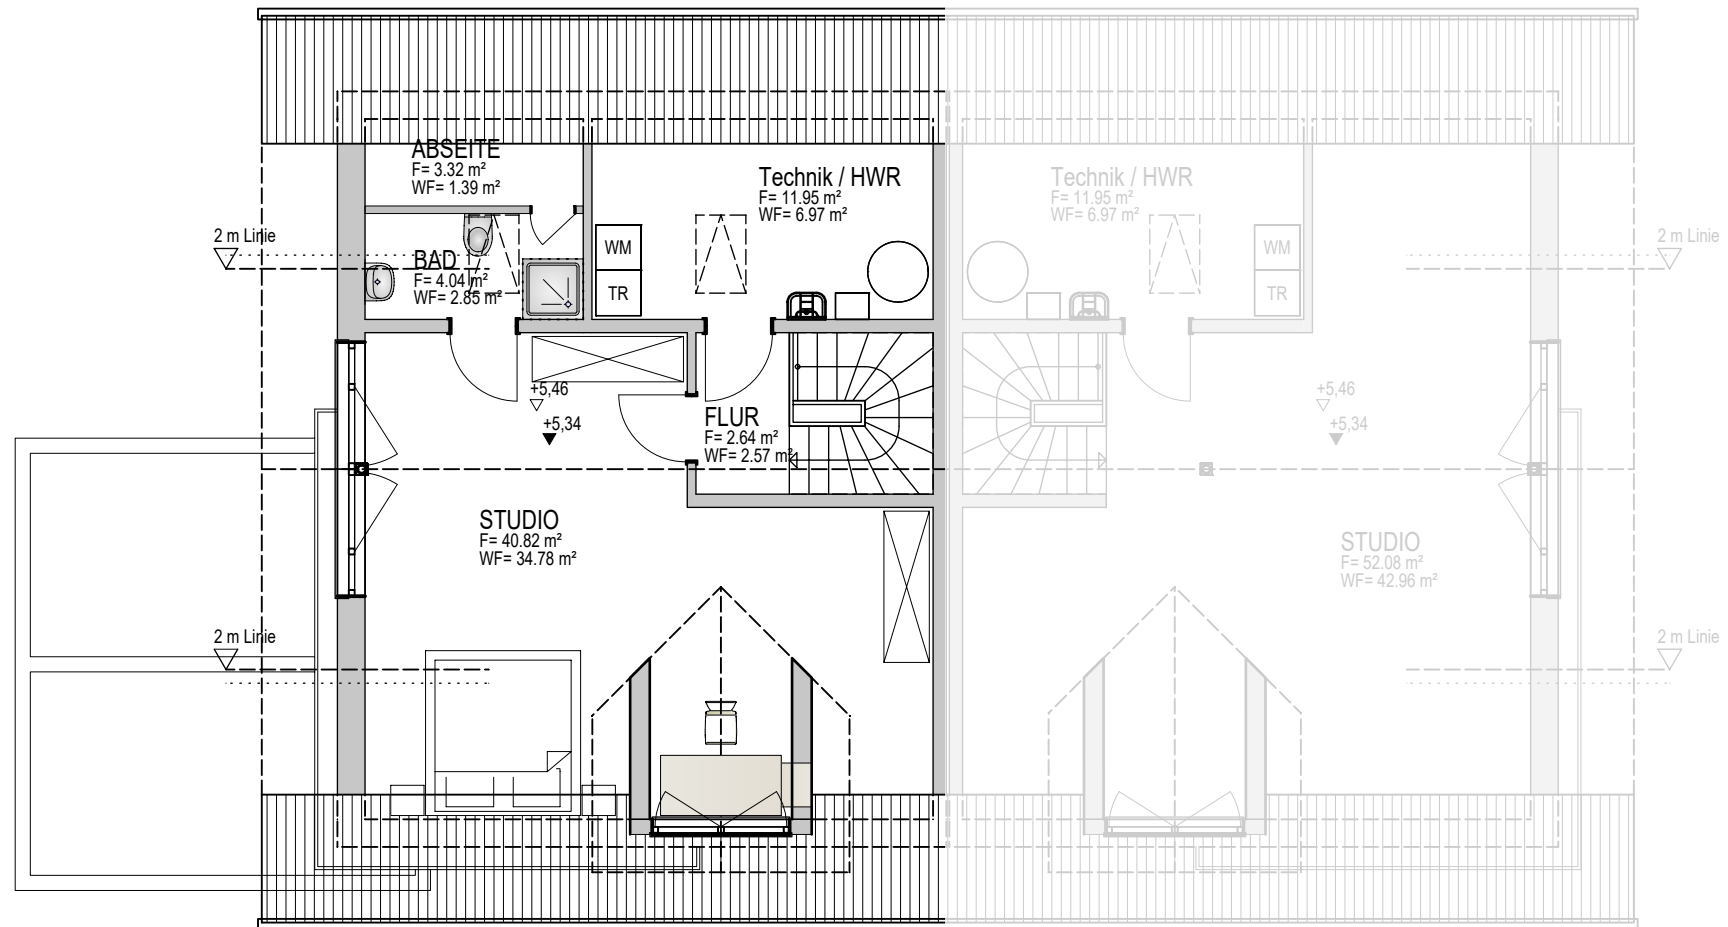 ABSEITE
F= 3.32 m²
WF= 1.39 m²
Technik / HWR
F= 11.95 m²
WF= 6.97 m²
Technik / HWR
F= 11.95 m²
WF= 6.97 m²
2 m Linie
BAD
F= 4.04 m²
WF= 2.85 m²
WM
TR
WM
TR
2 m Linie
+5,46
+5,34
FLUR
F= 2.64 m²
WF= 2.57 m²
+5,46
+5,34
STUDIO
F= 40.82 m²
WF= 34.78 m²
STUDIO
F= 52.08 m²
WF= 42.96 m²
2 m Linie
2 m Linie